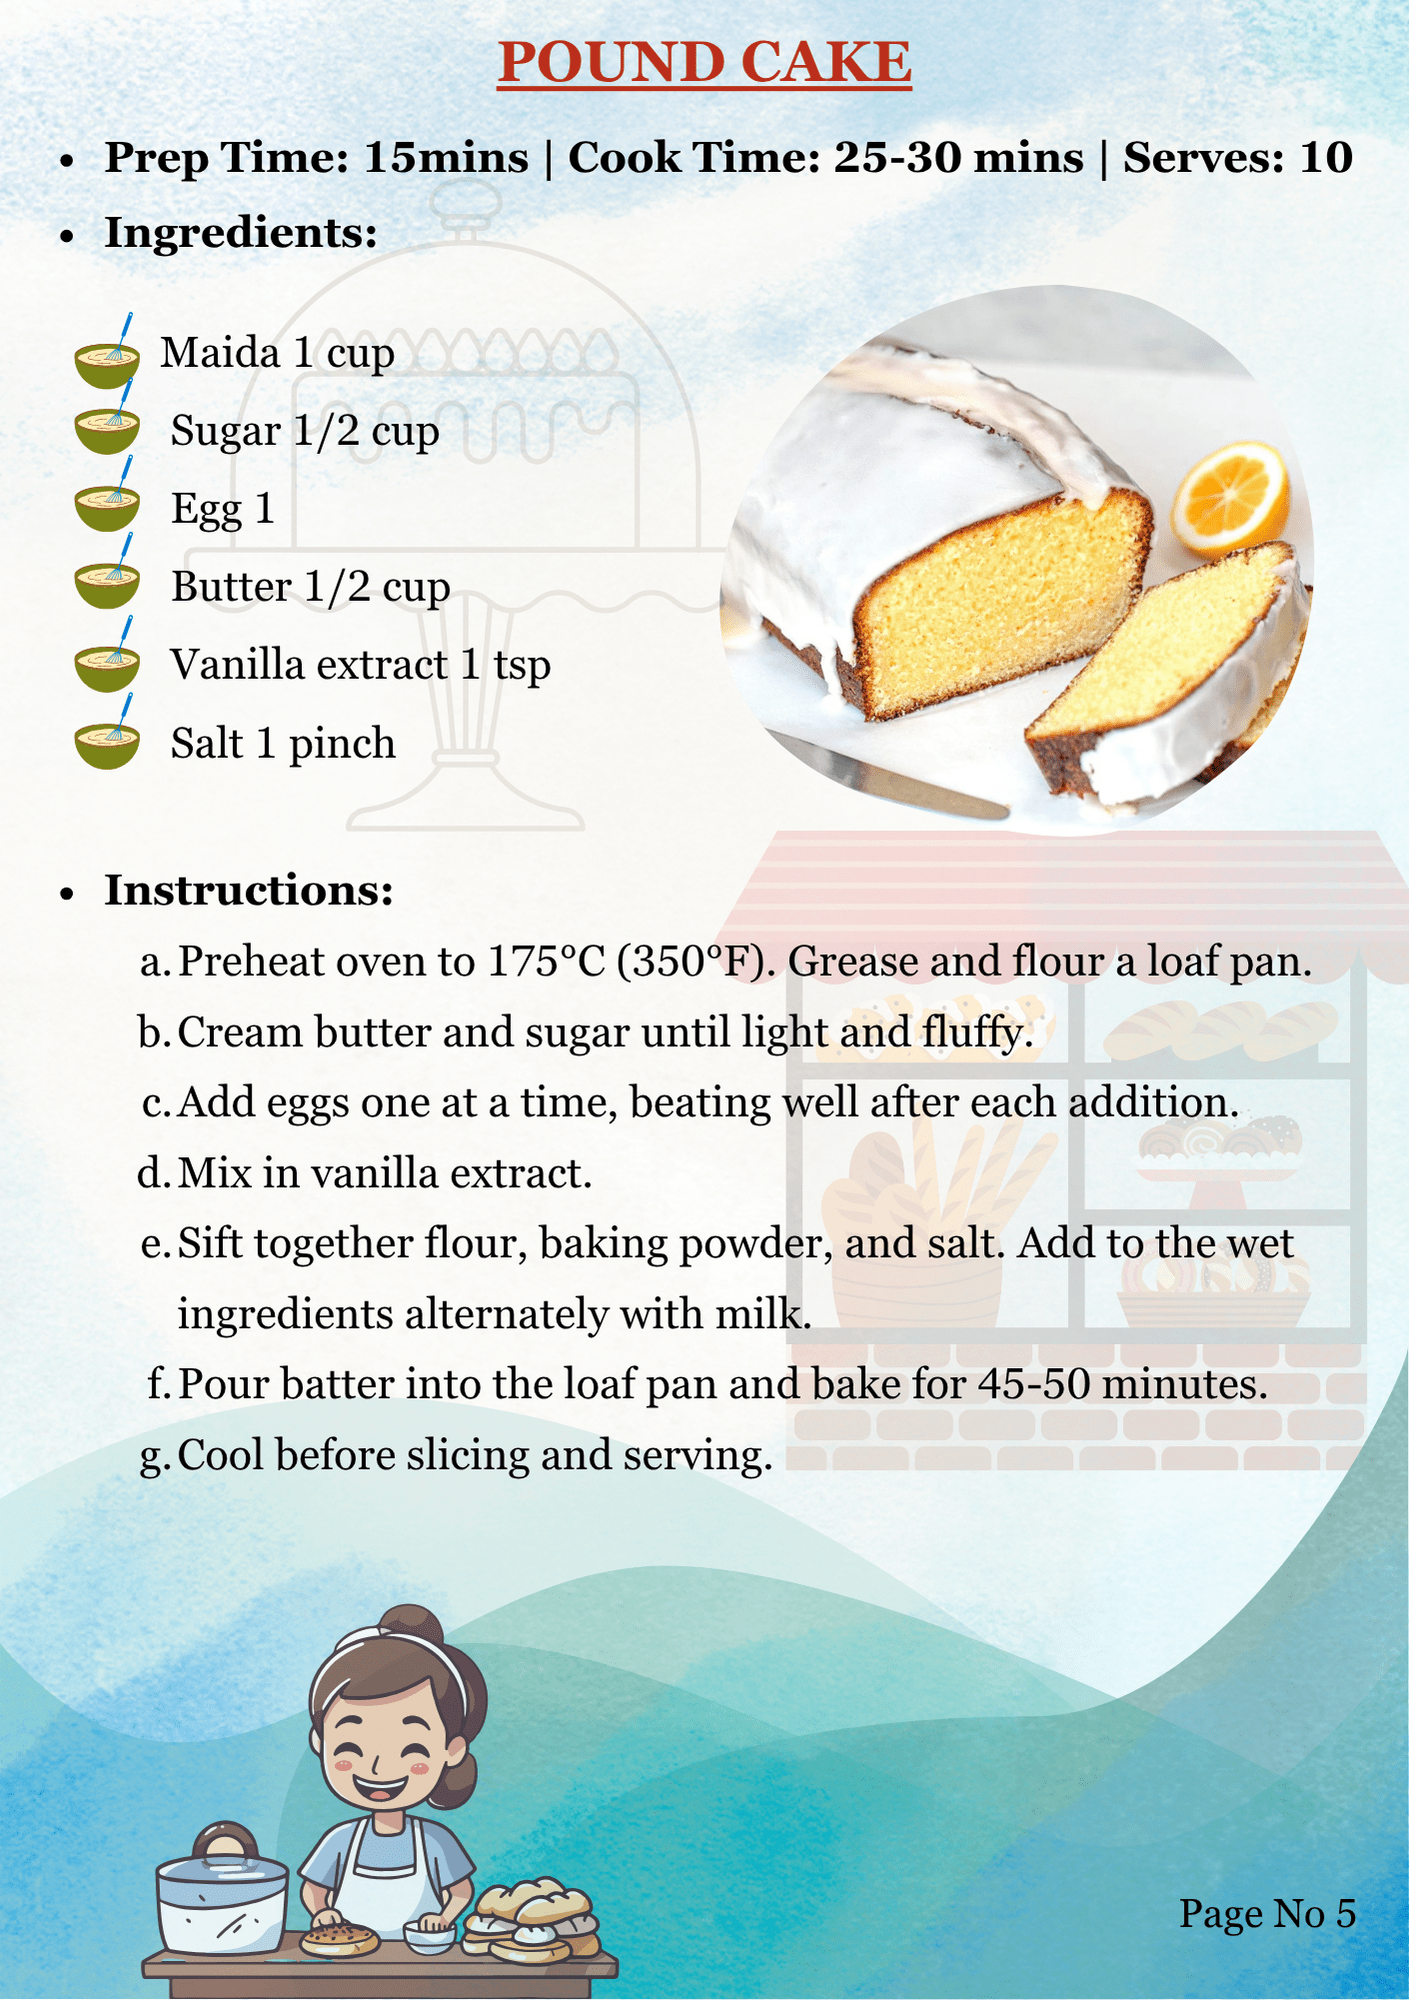 POUND CAKE
• Prep Time: 15mins | Cook Time: 25-30 mins | Serves: 10
• Ingredients:
Maida 1 cup
Sugar 1/2 cup
Egg 1
Butter 1/2 cup
Vanilla extract 1 tsp
Salt 1 pinch
• Instructions:
a. Preheat oven to 175°C (350°F). Grease and flour a loaf pan.
b. Cream butter and sugar until light and fluffy.
c. Add eggs one at a time, beating well after each addition.
d. Mix in vanilla extract.
e. Sift together flour, baking powder, and salt. Add to the wet
ingredients alternately with milk.
f. Pour batter into the loaf pan and bake for 45-50 minutes.
g. Cool before slicing and serving.
Page No 5